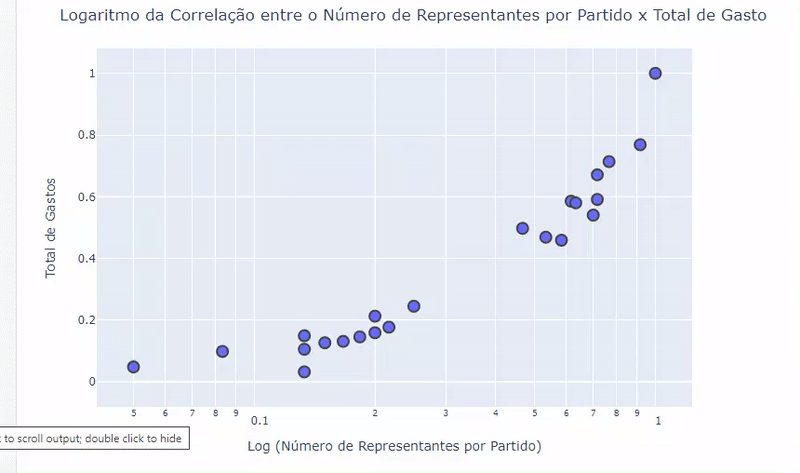 Logaritmo da Correlação entre o Número de Representantes por Partido x Total de Gasto
1
0.8
0.6
0.4
0.2
0
Total de Gastos
5 6 7 8 9 0.1 2 3 4 5 6 7 8 9 1
to scroll output; double click to hide
Log (Número de Representantes por Partido)